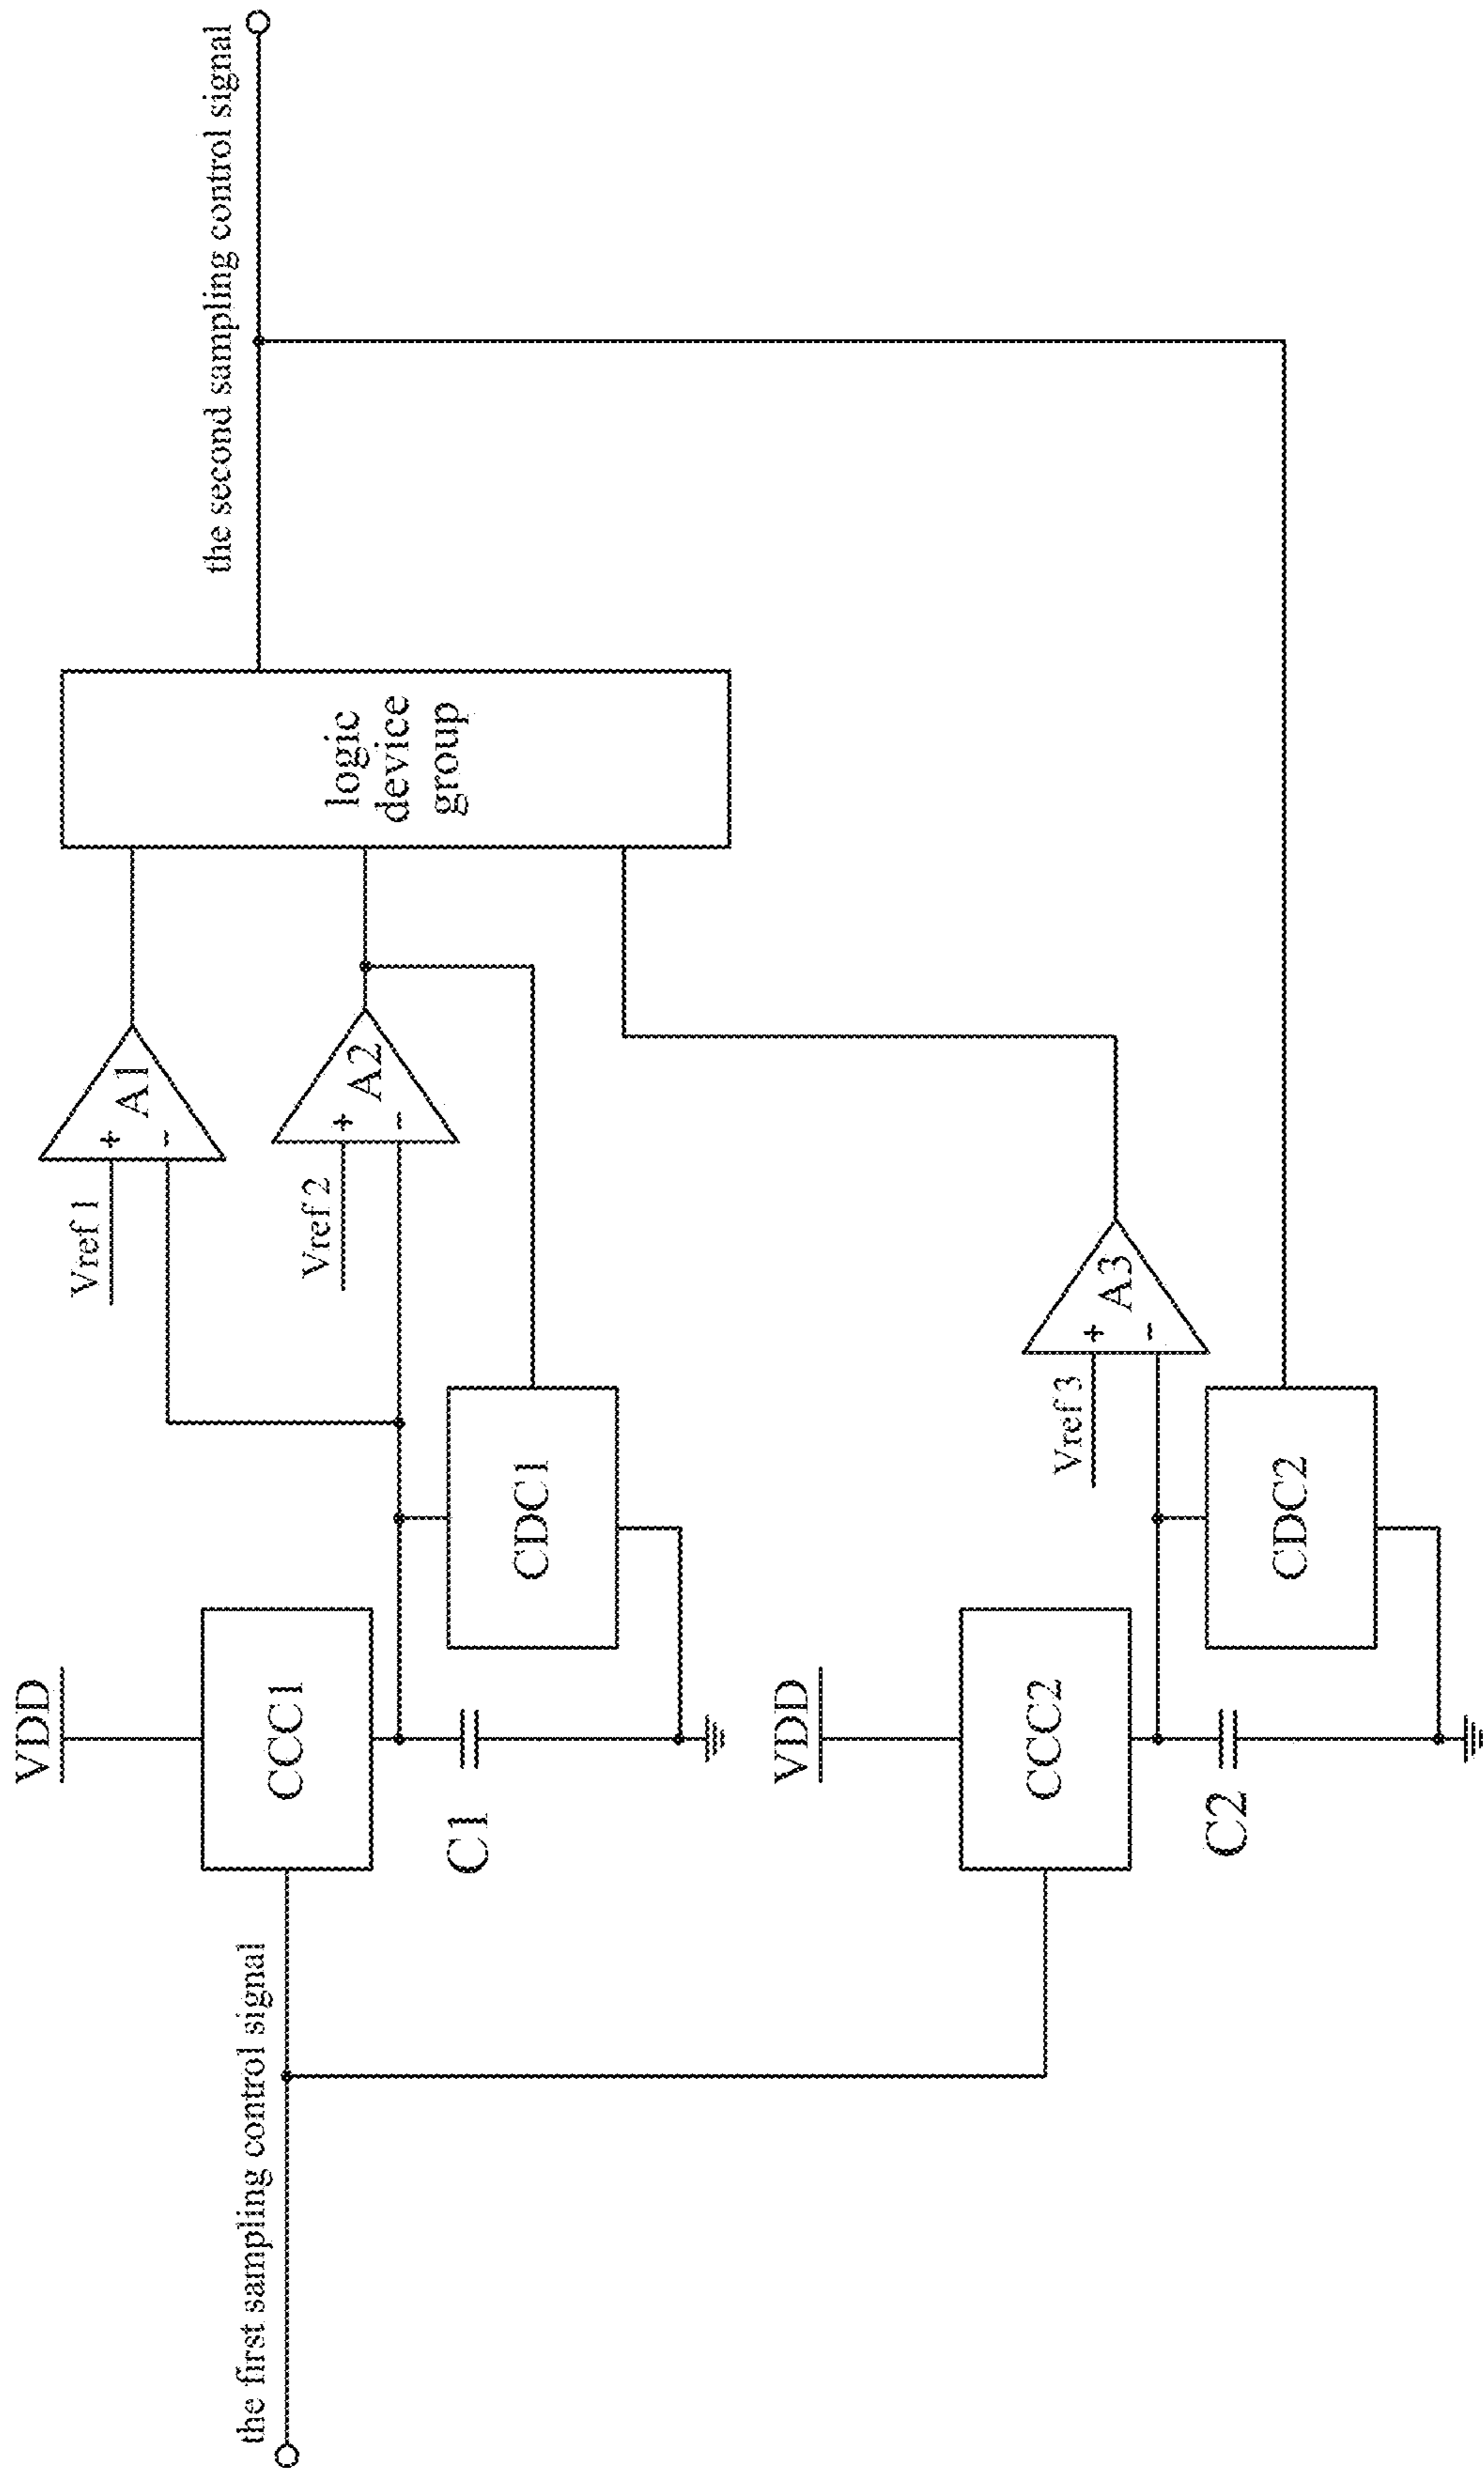 the first sampling control signal
VDD
CCC1
C1
CDC1
Vref 1
+
-
A1
Vref 2
+
-
A2
logic
device
group
the second sampling control signal
VDD
CCC2
C2
CDC2
Vref 3
+
-
A3